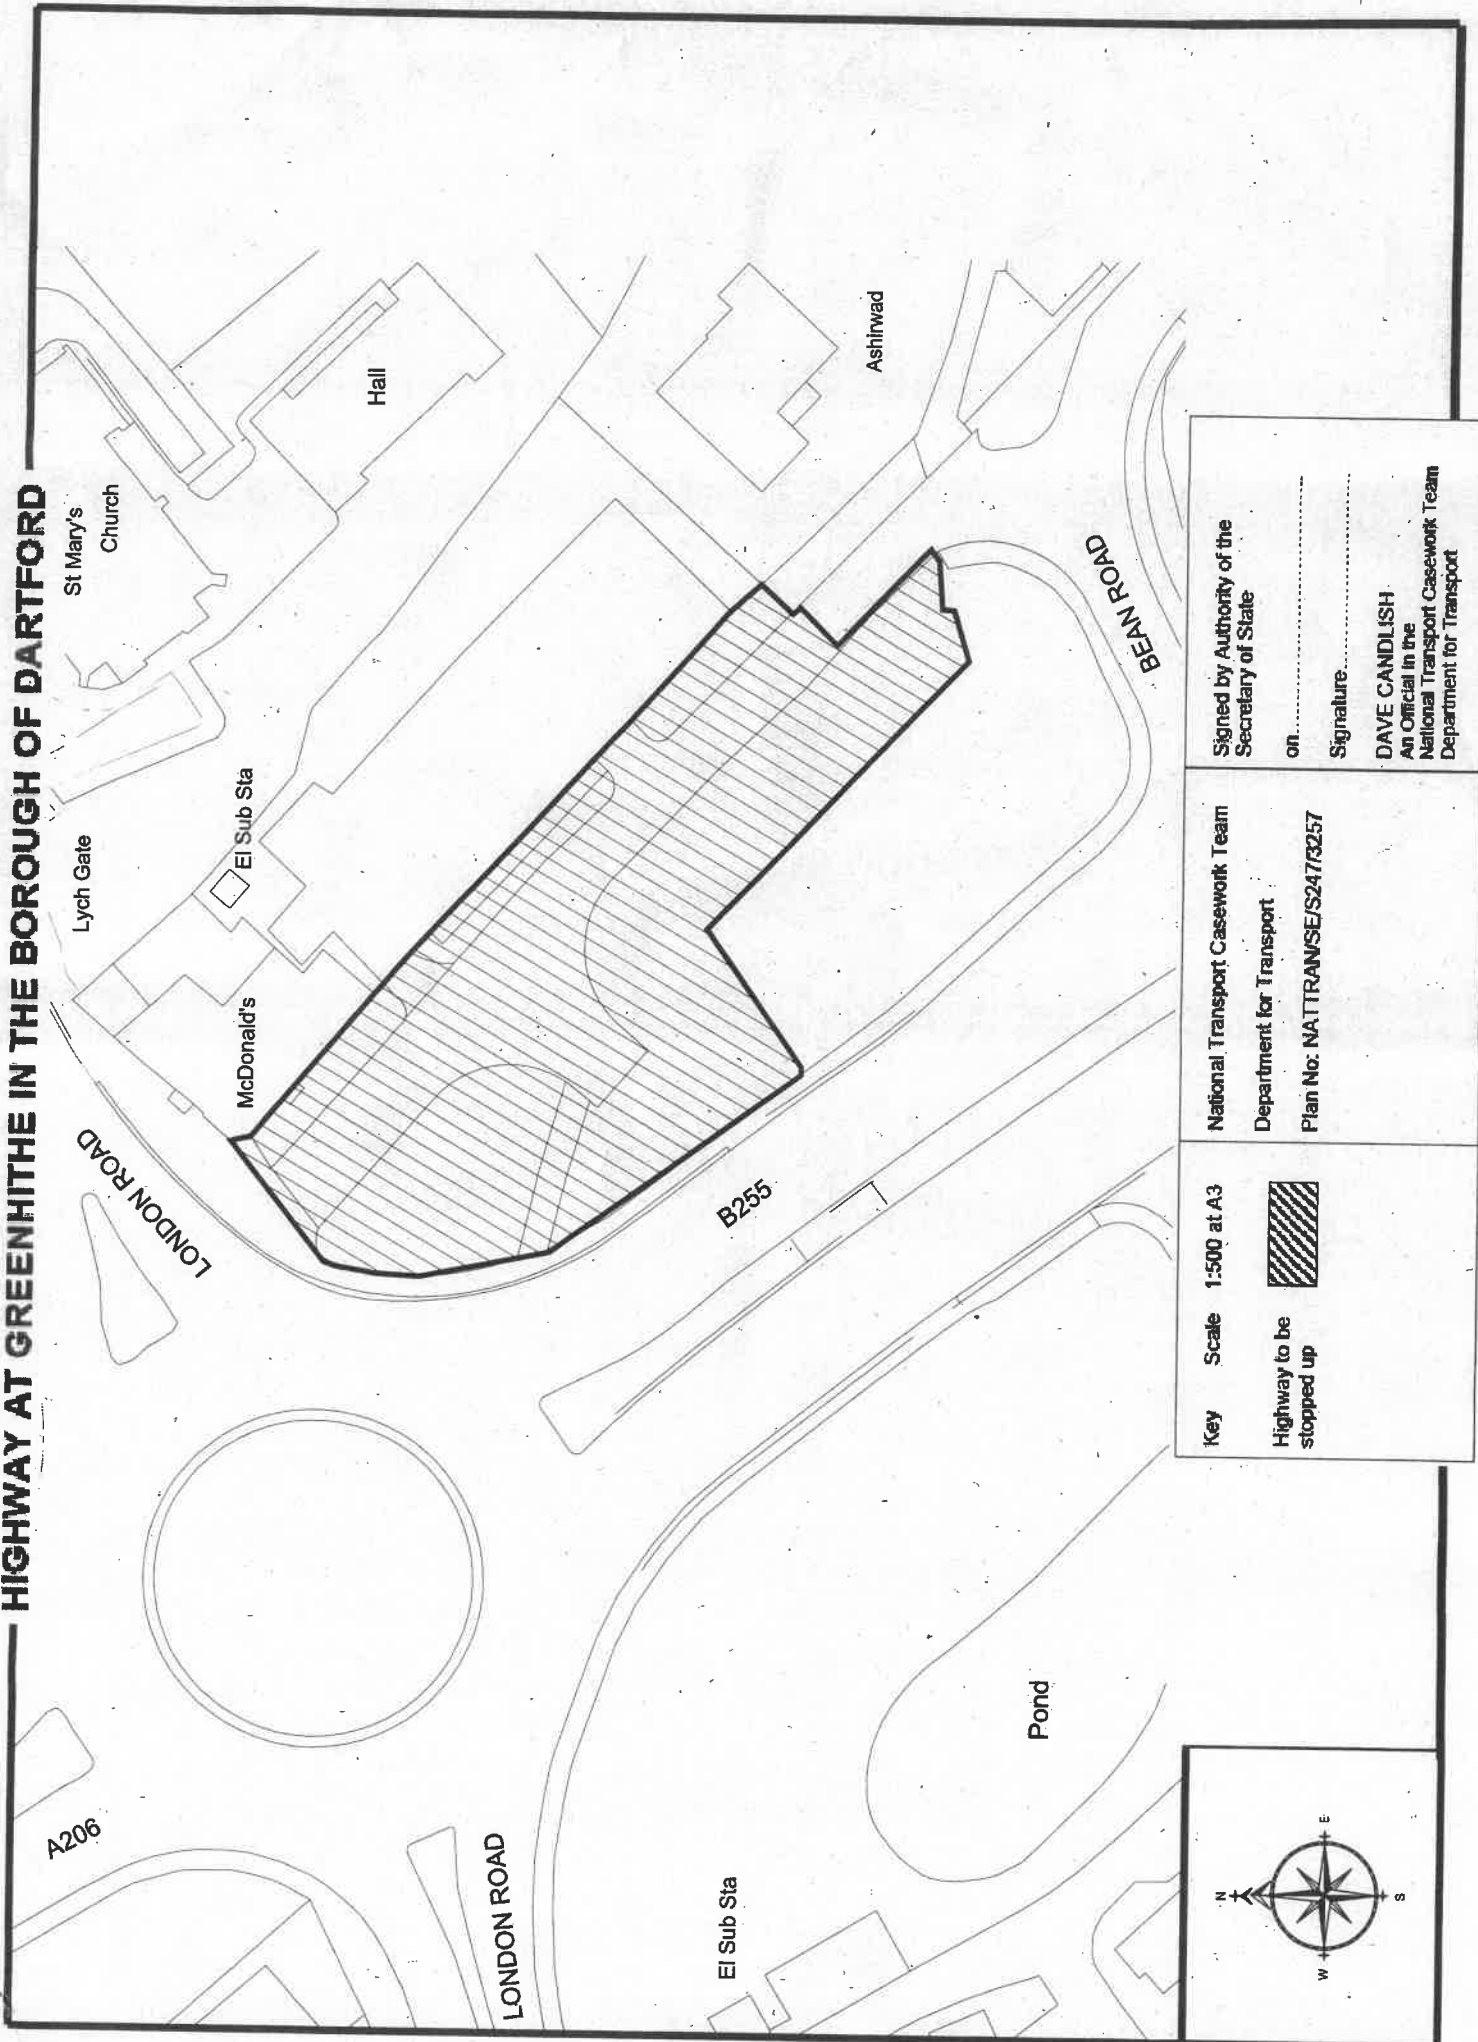 HIGHWAY AT GREENHITHE IN THE BOROUGH OF DARTFORD
A206
LONDON ROAD
LONDON ROAD
McDonald's
Lych Gate
El Sub Sta
St Mary's
Church
Hall
Ashirwad
BEAN ROAD
B255
El Sub Sta
Pond
N
W
E
S
Key
Scale 1:500 at A3
Highway to be
stopped up
National Transport Casework Team
Department for Transport
Plan No: NATTRAN/SE/S247/3257
Signed by Authority of the
Secretary of State
on
Signature
DAVE CANDLISH
An Official in the
National Transport Casework Team
Department for Transport